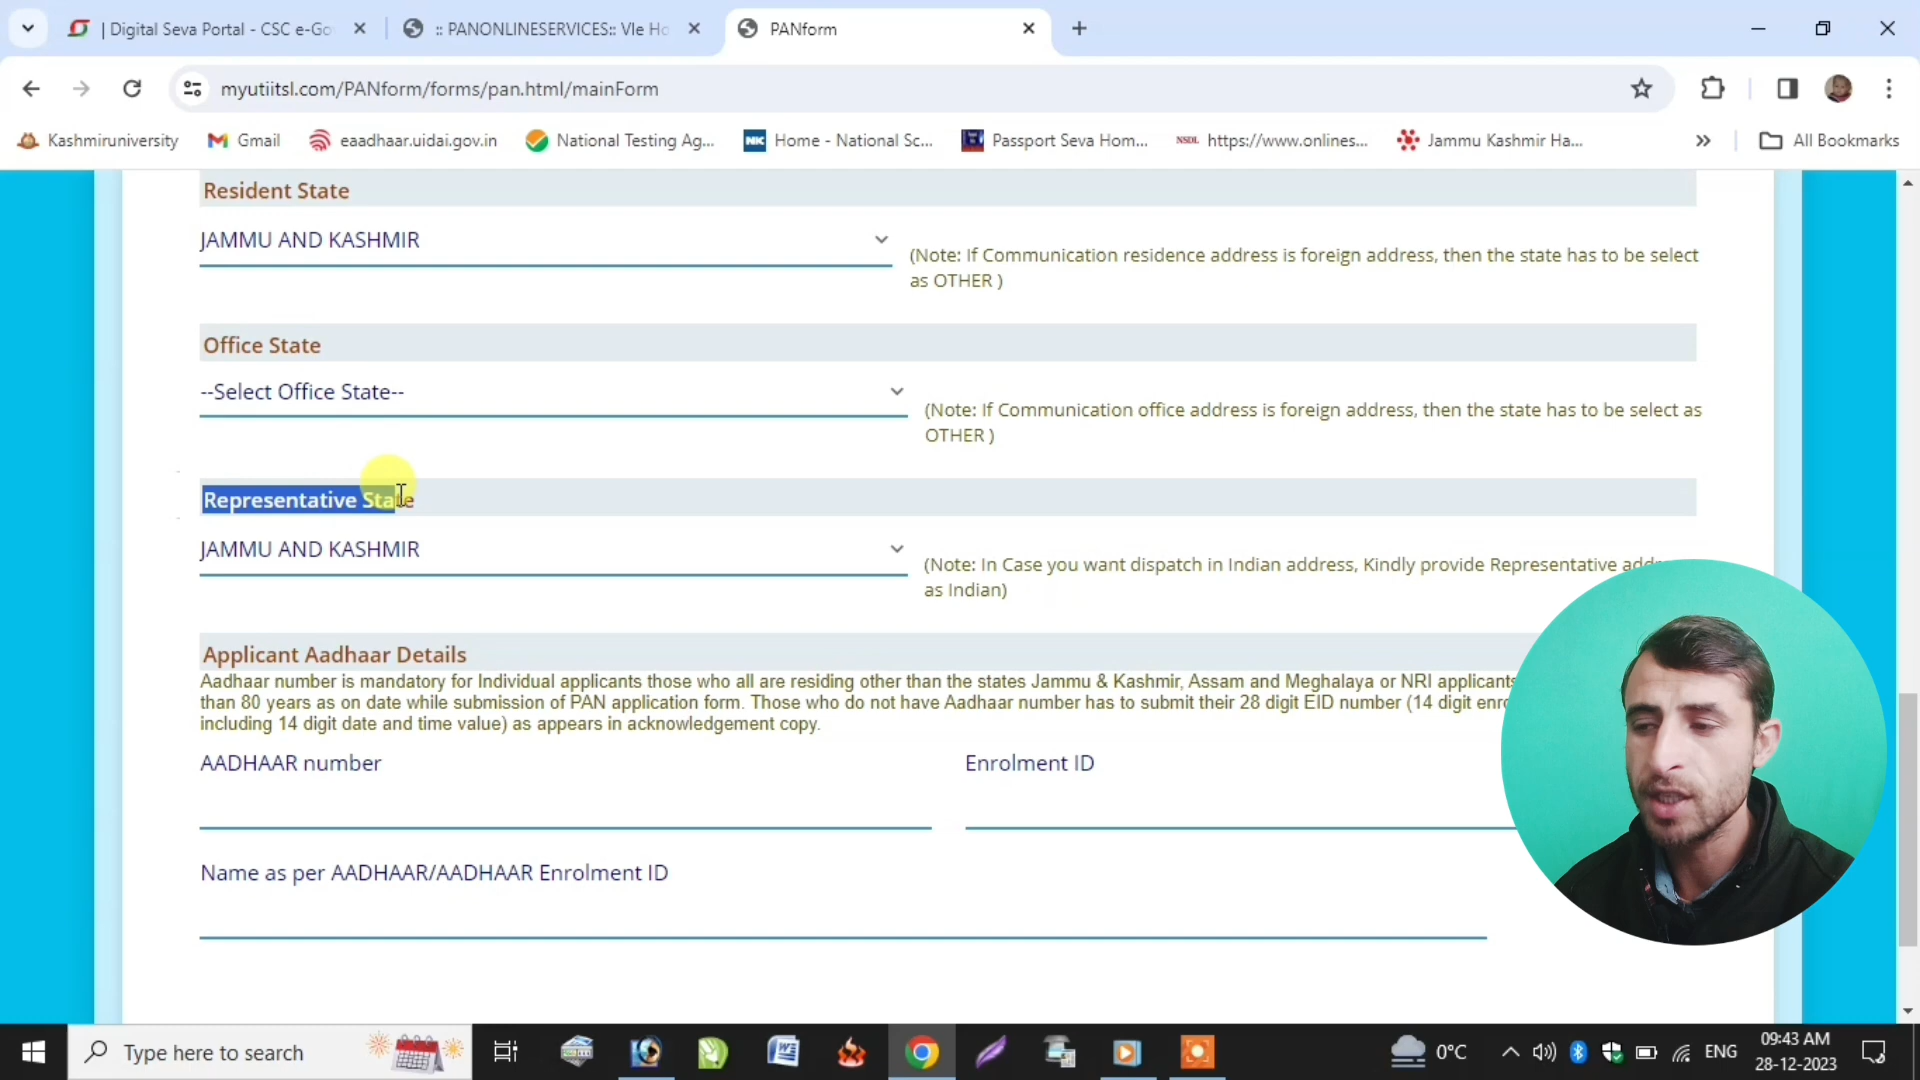 | Digital Seva Portal - CSC e-Go
:: PANONLINESERVICES:: Vle Ho
PANform
myutiitsl.com/PANform/forms/pan.html/mainForm
Kashmiruniversity
Gmail
eaadhaar.uidai.gov.in
National Testing Ag...
NIC
Home - National Sc...
Passport Seva Hom...
NSDL
https://www.onlines...
Jammu Kashmir Ha...
All Bookmarks
Resident State
JAMMU AND KASHMIR
(Note: If Communication residence address is foreign address, then the state has to be select
as OTHER )
Office State
--Select Office State--
(Note: If Communication office address is foreign address, then the state has to be select as
OTHER )
Representative State
JAMMU AND KASHMIR
(Note: In Case you want dispatch in Indian address, Kindly provide Representative
as Indian)
Applicant Aadhaar Details
Aadhaar number is mandatory for Individual applicants those who all are residing other than the states Jammu & Kashmir, Assam and Meghalaya or NRI applicants
than 80 years as on date while submission of PAN application form. Those who do not have Aadhaar number has to submit their 28 digit EID number (14 digit
including 14 digit date and time value) as appears in acknowledgement copy.
AADHAAR number
Enrolment ID
Name as per AADHAAR/AADHAAR Enrolment ID
Type here to search
0°C
ENG
09:43 AM
28-12-2023